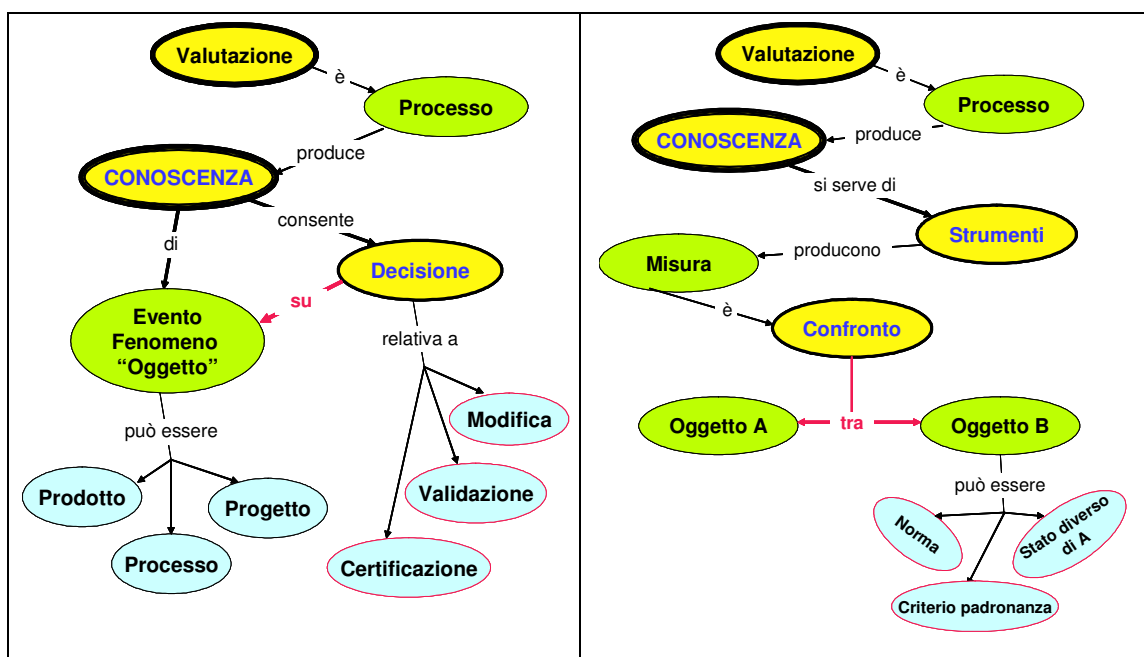 Valutazione
è
Processo
produce
CONOSCENZA
consente
di
Decisione
su
Evento
Fenomeno
“Oggetto”
relativa a
può essere
Modifica
Prodotto
Progetto
Validazione
Processo
Certificazione
Valutazione
è
Processo
produce
CONOSCENZA
si serve di
Strumenti
producono
Misura
è
Confronto
Oggetto A
tra
Oggetto B
può essere
Norma
Stato diverso
di A
Criterio padronanza